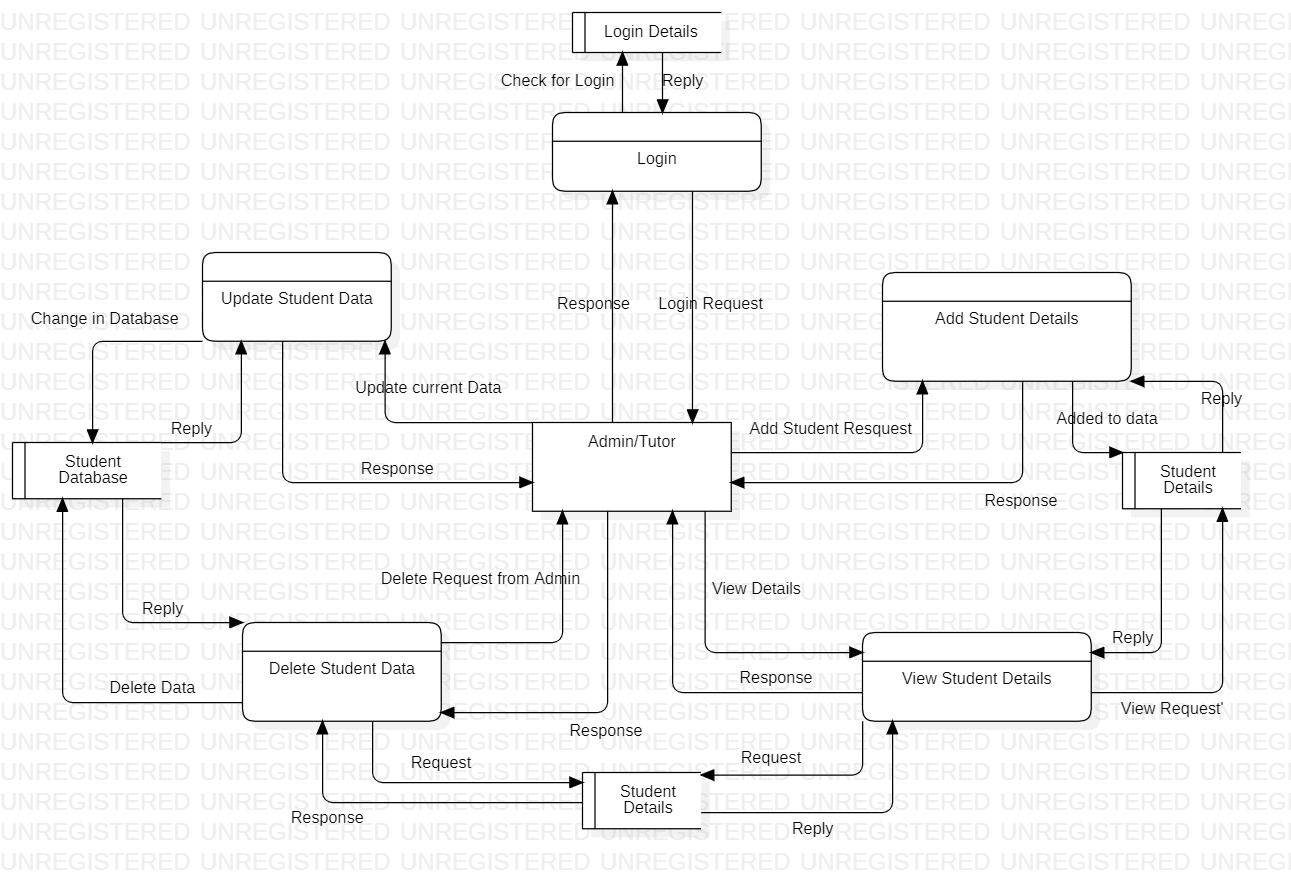 Login Details
Check for Login
Reply
Login
Update Student Data
Response
Login Request
Change in Database
Add Student Details
Update current Data
Reply
Added to data
Reply
Add Student Resquest
Admin/Tutor
Student
Database
Response
Student
Details
Response
Delete Request from Admin
View Details
Reply
Reply
Delete Student Data
View Student Details
Response
Delete Data
View Request'
Response
Request
Request
Student
Details
Response
Reply
UNREGISTERED UNREGISTERED UNREGISTERED UNREGISTERED UNREGISTERED UNREGISTERED